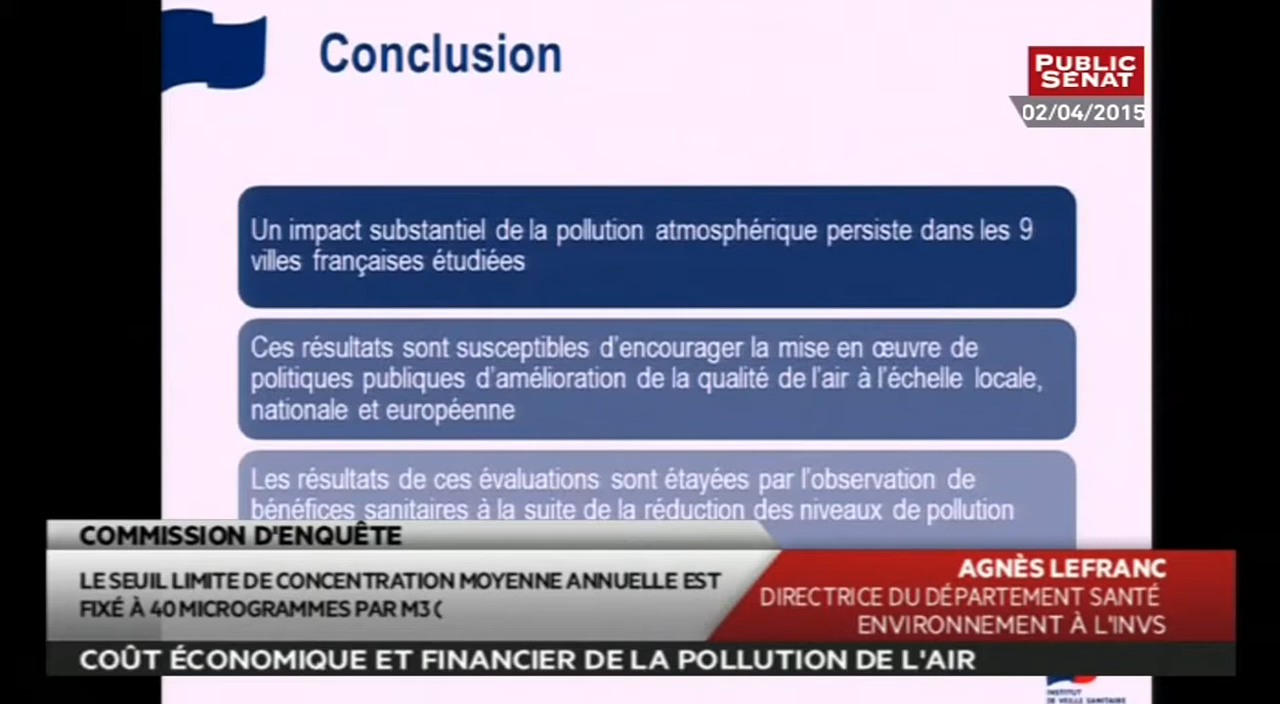 Conclusion
PUBLIC
SÉNAT
02/04/2015
Un impact substantiel de la pollution atmosphérique persiste dans les 9
villes françaises étudiées
Ces résultats sont susceptibles d'encourager la mise en œuvre de
politiques publiques d'amélioration de la qualité de l'air à l'échelle locale,
nationale et européenne
Les résultats de ces évaluations sont étayées par l'observation de
bénéfices sanitaires à la suite de la réduction des niveaux de pollution
COMMISSION D'ENQUÊTE
LE SEUIL LIMITE DE CONCENTRATION MOYENNE ANNUELLE EST
FIXÉ À 40 MICROGRAMMES PAR M3 (
AGNÈS LEFRANC
DIRECTRICE DU DÉPARTEMENT SANTÉ
ENVIRONNEMENT À L'INVS
COÛT ÉCONOMIQUE ET FINANCIER DE LA POLLUTION DE L'AIR
INSTITUT
DE VEILLE SANITAIRE